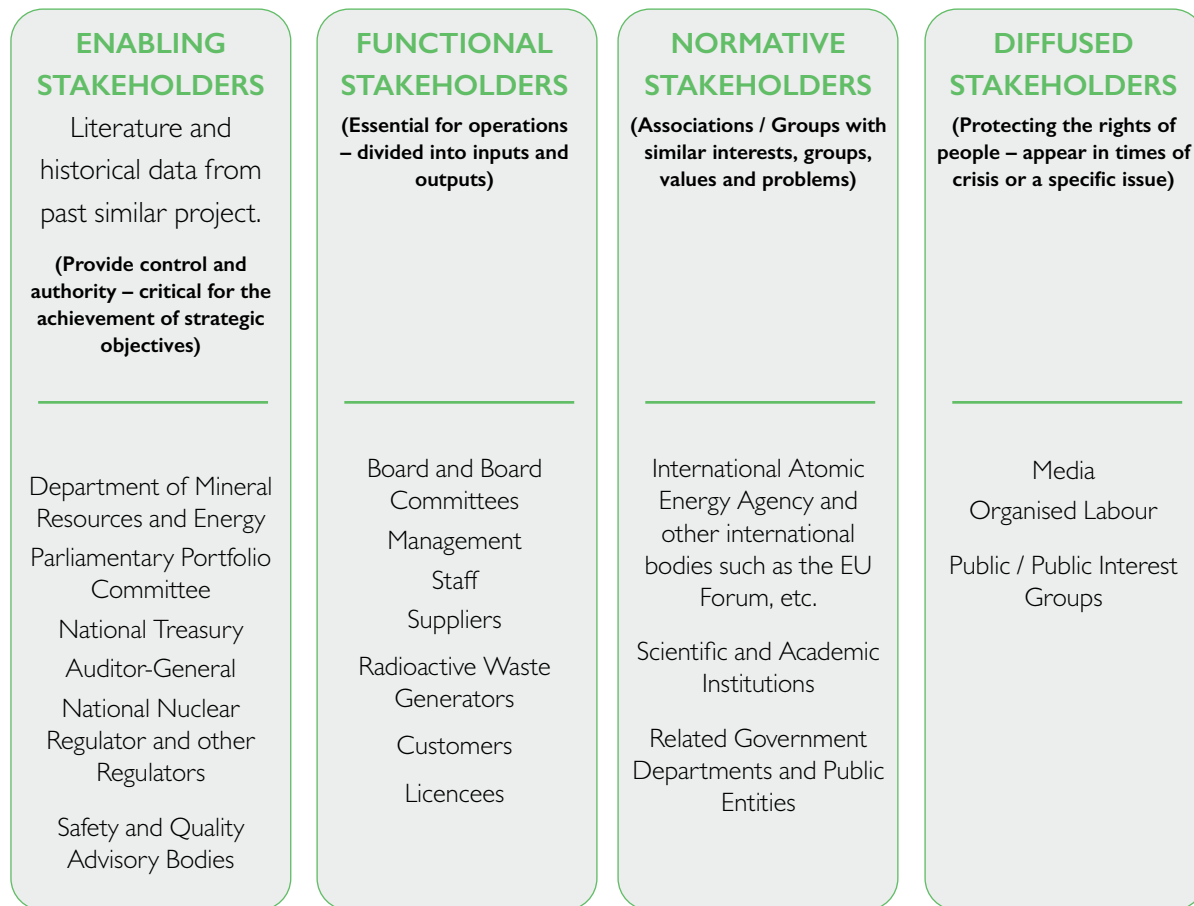 ENABLING
STAKEHOLDERS
Literature and
historical data from
past similar project.
(Provide control and
authority – critical for the
achievement of strategic
objectives)
Department of Mineral
Resources and Energy
Parliamentary Portfolio
Committee
National Treasury
Auditor-General
National Nuclear
Regulator and other
Regulators
Safety and Quality
Advisory Bodies
FUNCTIONAL
STAKEHOLDERS
(Essential for operations
– divided into inputs and
outputs)
Board and Board
Committees
Management
Staff
Suppliers
Radioactive Waste
Generators
Customers
Licencees
NORMATIVE
STAKEHOLDERS
(Associations / Groups with
similar interests, groups,
values and problems)
International Atomic
Energy Agency and
other international
bodies such as the EU
Forum, etc.
Scientific and Academic
Institutions
Related Government
Departments and Public
Entities
DIFFUSED
STAKEHOLDERS
(Protecting the rights of
people – appear in times of
crisis or a specific issue)
Media
Organised Labour
Public / Public Interest
Groups